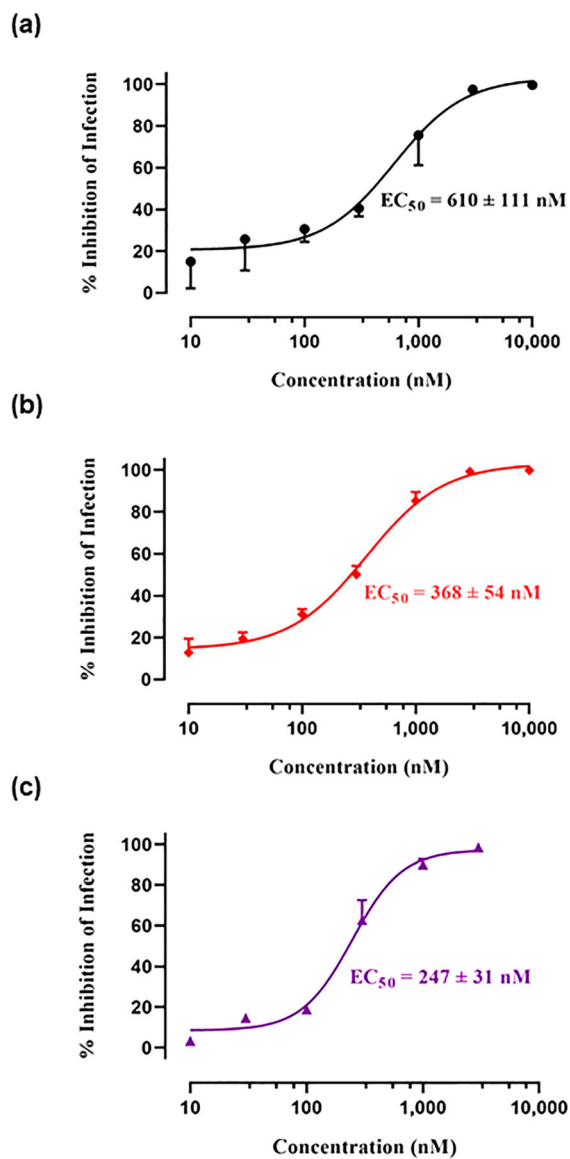 (a)
% Inhibition of Infection
100
80
60
40
20
0
EC50 = 610 ± 111 nM
10
100
1,000
10,000
Concentration (nM)
(b)
% Inhibition of Infection
100
80
60
40
20
0
EC50 = 368 ± 54 nM
10
100
1,000
10,000
Concentration (nM)
(c)
% Inhibition of Infection
100
80
60
40
20
0
EC50 = 247 ± 31 nM
10
100
1,000
10,000
Concentration (nM)